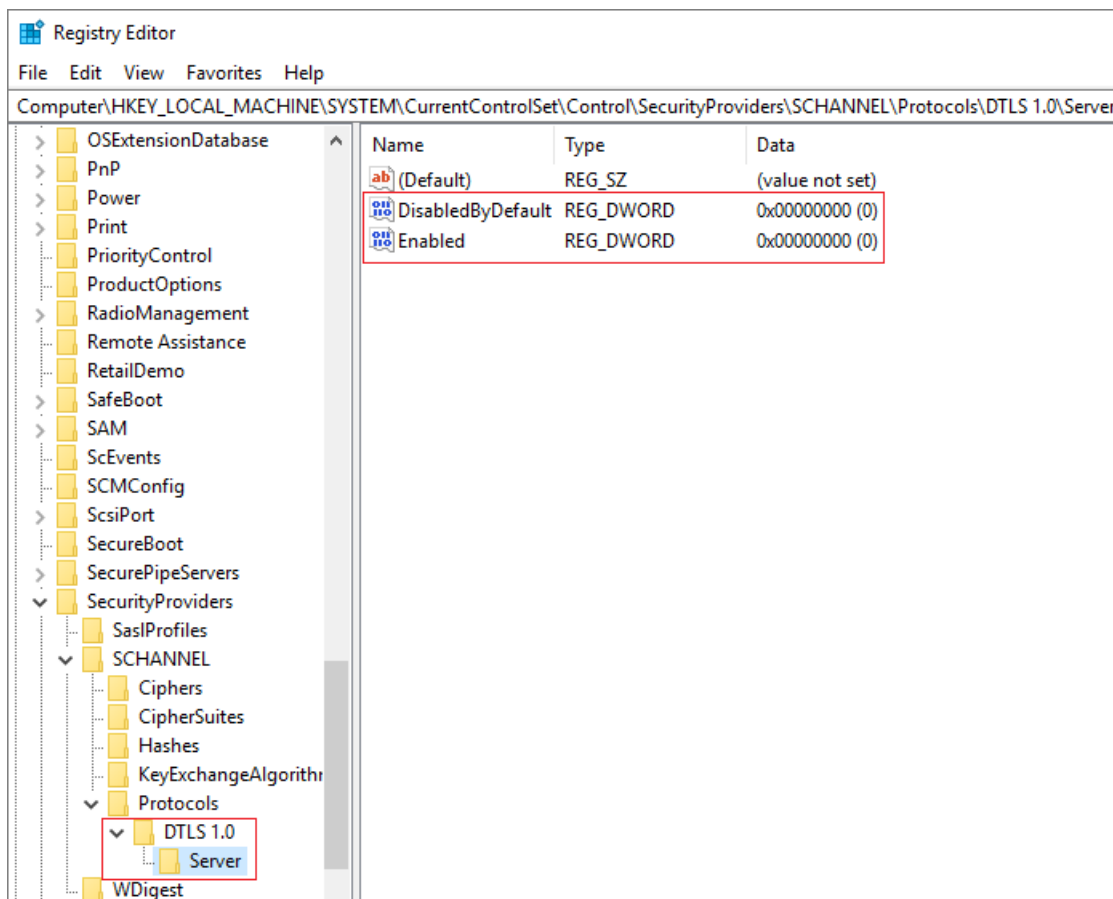 Registry Editor
File Edit View Favorites Help
Computer\HKEY_LOCAL_MACHINE\SYSTEM\CurrentControlSet\Control\SecurityProviders\SCHANNEL\Protocols\DTLS 1.0\Server
OSExtensionDatabase
PnP
Power
Print
PriorityControl
ProductOptions
RadioManagement
Remote Assistance
RetailDemo
SafeBoot
SAM
ScEvents
SCMConfig
ScsiPort
SecureBoot
SecurePipeServers
SecurityProviders
SaslProfiles
SCHANNEL
Ciphers
CipherSuites
Hashes
KeyExchangeAlgorithr
Protocols
DTLS 1.0
Server
WDigest
Name Type Data
ab (Default) REG_SZ (value not set)
DisabledByDefault REG_DWORD 0x00000000 (0)
Enabled REG_DWORD 0x00000000 (0)